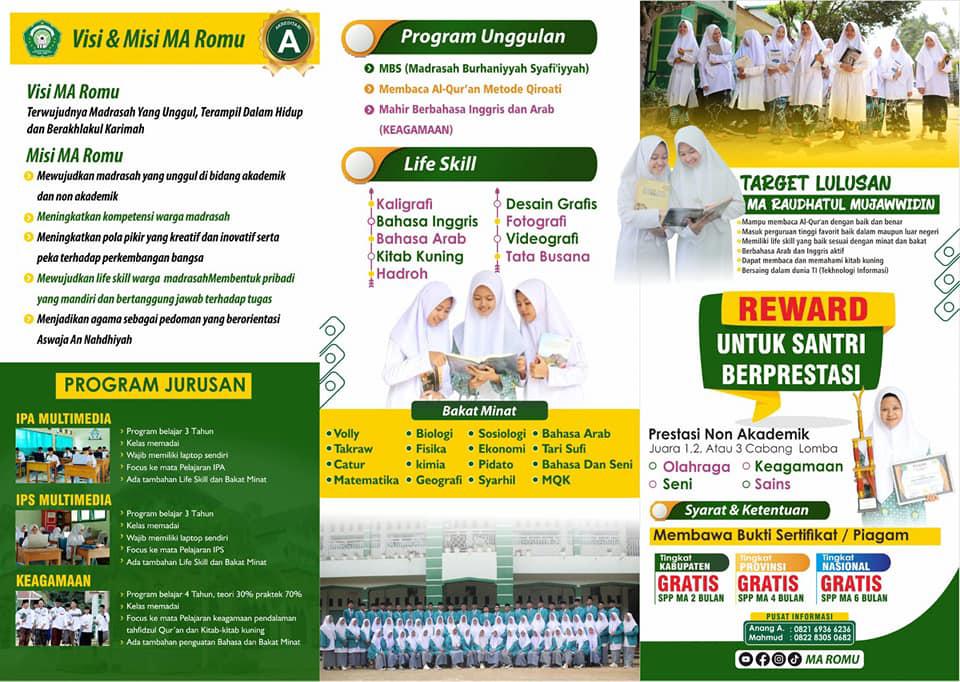 Visi & Misi MA Romu
AKREDITASI
A
Visi MA Romu
Terwujudnya Madrasah Yang Unggul, Terampil Dalam Hidup
dan Berakhlakul Karimah
Misi MA Romu
Mewujudkan madrasah yang unggul di bidang akademik
dan non akademik
Meningkatkan kompetensi warga madrasah
Meningkatkan pola pikir yang kreatif dan inovatif serta
peka terhadap perkembangan bangsa
Mewujudkan life skill warga madrasahMembentuk pribadi
yang mandiri dan bertanggung jawab terhadap tugas
Menjadikan agama sebagai pedoman yang berorientasi
Aswaja An Nahdhiyah
PROGRAM JURUSAN
IPA MULTIMEDIA
Program belajar 3 Tahun
Kelas memadai
Wajib memiliki laptop sendiri
Focus ke mata Pelajaran IPA
Ada tambahan Life Skill dan Bakat Minat
IPS MULTIMEDIA
Program belajar 3 Tahun
Kelas memadai
Wajib memiliki laptop sendiri
Focus ke mata Pelajaran IPS
Ada tambahan Life Skill dan Bakat Minat
KEAGAMAAN
Program belajar 4 Tahun, teori 30% praktek 70%
Kelas memadai
Focus ke mata Pelajaran keagamaan pendalaman
tahfidzul Qur'an dan Kitab-kitab kuning
Ada tambahan penguatan Bahasa dan Bakat Minat
Program Unggulan
MBS (Madrasah Burhaniyyah Syafi'iyyah)
Membaca Al-Qur'an Metode Qiroati
Mahir Berbahasa Inggris dan Arab
(KEAGAMAAN)
Life Skill
Kaligrafi
Bahasa Inggris
Bahasa Arab
Kitab Kuning
Hadroh
Desain Grafis
Fotografi
Videografi
Tata Busana
Bakat Minat
Volly
Takraw
Catur
Matematika
Biologi
Fisika
kimia
Geografi
Sosiologi
Ekonomi
Pidato
Syarhil
Bahasa Arab
Tari Sufi
Bahasa Dan Seni
MQK
TARGET LULUSAN
MA RAUDHATUL MUJAWWIDIN
Mampu membaca Al-Qur'an dengan baik dan benar
Masuk perguruan tinggi favorit baik dalam maupun luar negeri
Memiliki life skill yang baik sesuai dengan minat dan bakat
Berbahasa Arab dan Inggris aktif
Dapat membaca dan memahami kitab kuning
Bersaing dalam dunia TI (Tekhnologi Informasi)
REWARD
UNTUK SANTRI
BERPRESTASI
Prestasi Non Akademik
Juara 1,2, Atau 3 Cabang Lomba
Olahraga
Keagamaan
Seni
Sains
Syarat & Ketentuan
Membawa Bukti Sertifikat / Piagam
Tingkat
KABUPATEN
GRATIS
SPP MA 2 BULAN
Tingkat
PROVINSI
GRATIS
SPP MA 4 BULAN
Tingkat
NASIONAL
GRATIS
SPP MA 6 BULAN
PUSAT INFORMASI
Anang A. : 0821 6936 6236
Mahmud : 0822 8305 0682
MA ROMU